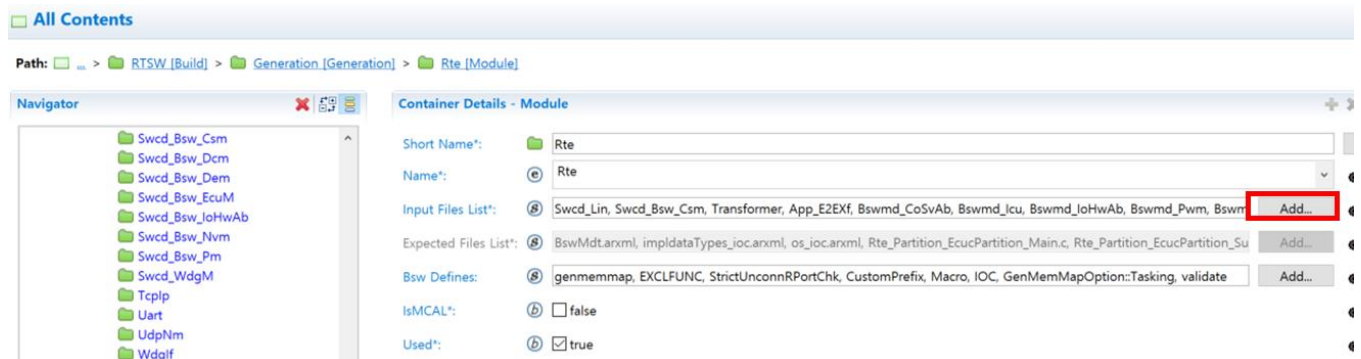 All Contents
Path: ... > RTSW [Build] > Generation [Generation] > Rte [Module]
Navigator
Swcd_Bsw_Csm
Swcd_Bsw_Dcm
Swcd_Bsw_Dem
Swcd_Bsw_EcuM
Swcd_Bsw_IoHwAb
Swcd_Bsw_Nvm
Swcd_Bsw_Pm
Swcd_WdgM
TcpIp
Uart
UdpNm
WdgIf
Container Details - Module
Short Name*: Rte
Name*: e Rte
Input Files List*: S Swcd_Lin, Swcd_Bsw_Csm, Transformer, App_E2EXf, Bswmd_CoSvAb, Bswmd_Icu, Bswmd_IoHwAb, Bswmd_Pwm, Bswm Add...
Expected Files List*: S BswMdt.arxml, impldataTypes_ioc.arxml, os_ioc.arxml, Rte_Partition_EcucPartition_Main.c, Rte_Partition_EcucPartition_Su Add...
Bsw Defines: S genmemmap, EXCLFUNC, StrictUnconnRPortChk, CustomPrefix, Macro, IOC, GenMemMapOption::Tasking, validate Add...
IsMCAL*: b false
Used*: b true